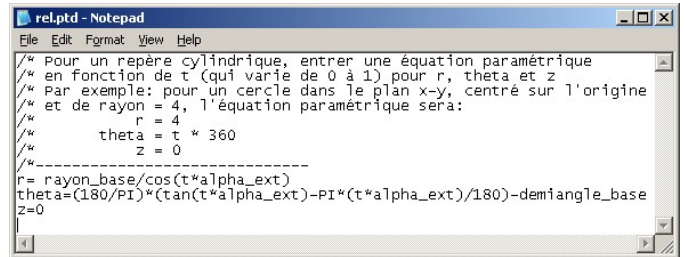 rel.ptd - Notepad
File Edit Format View Help
/* Pour un repère cylindrique, entrer une équation paramétrique
/* en fonction de t (qui varie de 0 à 1) pour r, theta et z
/* Par exemple: pour un cercle dans le plan x-y, centré sur l'origine
/* et de rayon = 4, l'équation paramétrique sera:
/* r = 4
/* theta = t * 360
/* z = 0
/*-------------------------------
r= rayon_base/cos(t*alpha_ext)
theta=(180/PI)*(tan(t*alpha_ext)-PI*(t*alpha_ext)/180)-demiangle_base
z=0